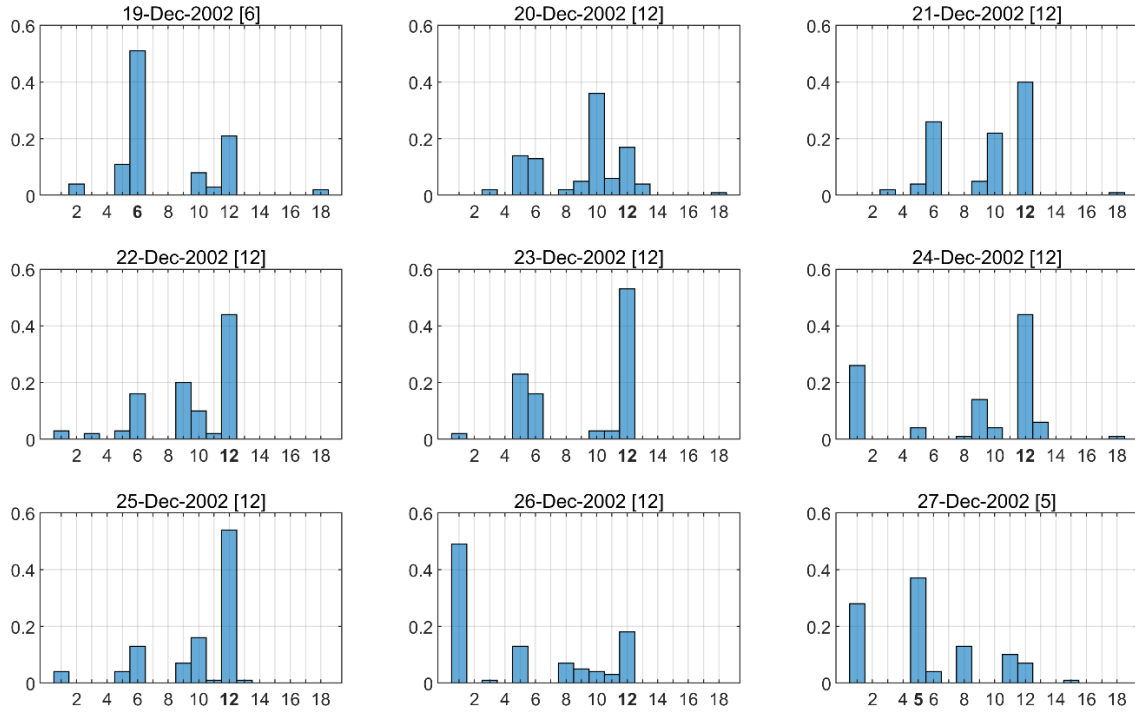 19-Dec-2002 [6]
20-Dec-2002 [12]
21-Dec-2002 [12]
0.6
0.4
0.2
0
2 4 6 8 10 12 14 16 18
0.6
0.4
0.2
0
2 4 6 8 10 12 14 16 18
0.6
0.4
0.2
0
2 4 6 8 10 12 14 16 18
22-Dec-2002 [12]
23-Dec-2002 [12]
24-Dec-2002 [12]
0.6
0.4
0.2
0
2 4 6 8 10 12 14 16 18
0.6
0.4
0.2
0
2 4 6 8 10 12 14 16 18
0.6
0.4
0.2
0
2 4 6 8 10 12 14 16 18
25-Dec-2002 [12]
26-Dec-2002 [12]
27-Dec-2002 [5]
0.6
0.4
0.2
0
2 4 6 8 10 12 14 16 18
0.6
0.4
0.2
0
2 4 6 8 10 12 14 16 18
0.6
0.4
0.2
0
2 4 5 6 8 10 12 14 16 18